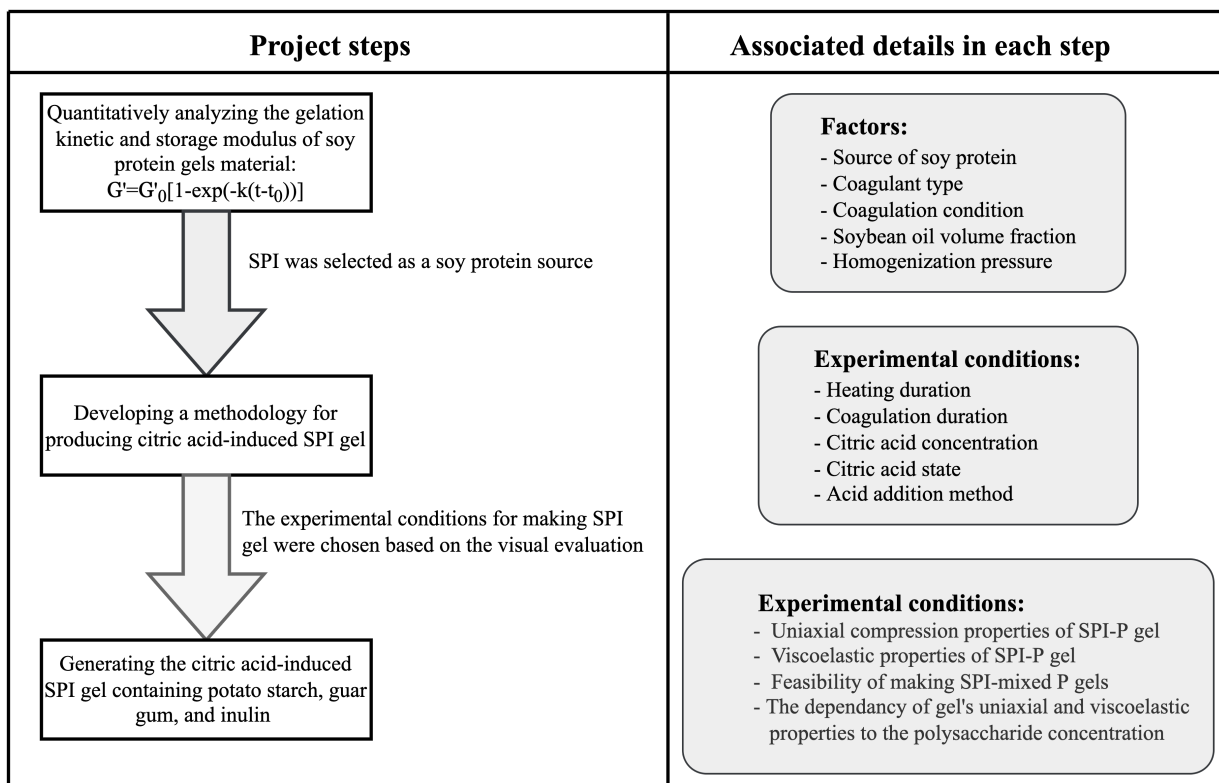 Project steps
Associated details in each step
Quantitatively analyzing the gelation
kinetic and storage modulus of soy
protein gels material:
G'=G'₀[1-exp(-k(t-t₀))]
SPI was selected as a soy protein source
Developing a methodology for
producing citric acid-induced SPI gel
The experimental conditions for making SPI
gel were chosen based on the visual evaluation
Generating the citric acid-induced
SPI gel containing potato starch, guar
gum, and inulin
Factors:
- Source of soy protein
- Coagulant type
- Coagulation condition
- Soybean oil volume fraction
- Homogenization pressure
Experimental conditions:
- Heating duration
- Coagulation duration
- Citric acid concentration
- Citric acid state
- Acid addition method
Experimental conditions:
- Uniaxial compression properties of SPI-P gel
- Viscoelastic properties of SPI-P gel
- Feasibility of making SPI-mixed P gels
- The dependancy of gel's uniaxial and viscoelastic
properties to the polysaccharide concentration